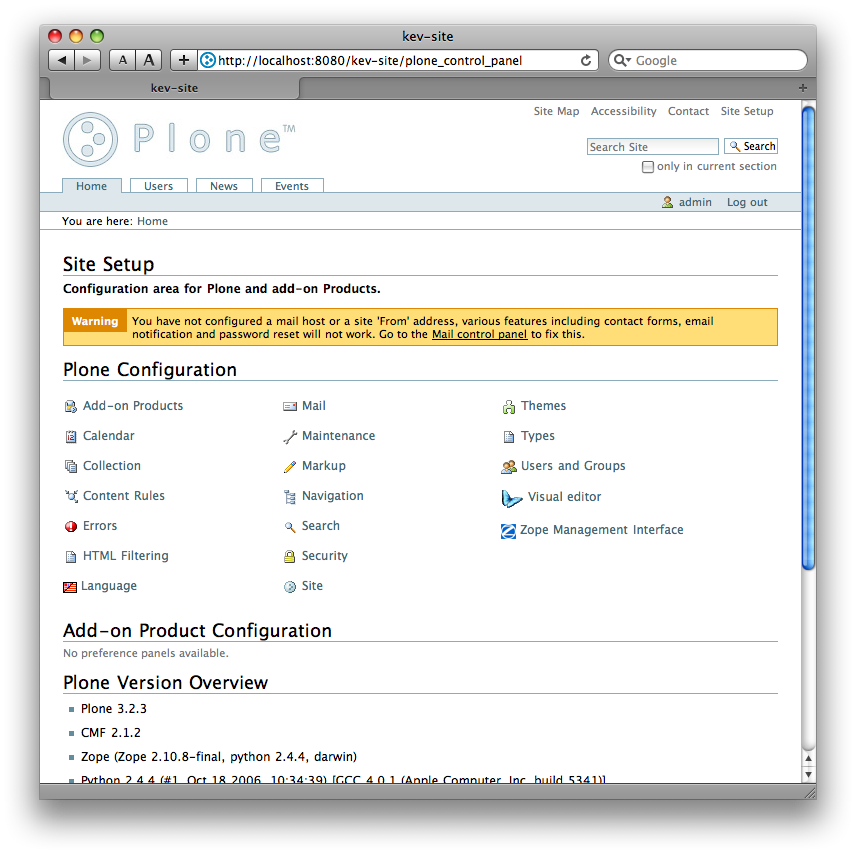 kev-site
A A + http://localhost:8080/kev-site/plone_control_panel Google
kev-site +
Site Map Accessibility Contact Site Setup
Plone™
Search Site Search
only in current section
Home Users News Events
admin Log out
You are here: Home
Site Setup
Configuration area for Plone and add-on Products.
Warning You have not configured a mail host or a site 'From' address, various features including contact forms, email
notification and password reset will not work. Go to the Mail control panel to fix this.
Plone Configuration
Add-on Products Mail Themes
Calendar Maintenance Types
Collection Markup Users and Groups
Content Rules Navigation Visual editor
Errors Search Zope Management Interface
HTML Filtering Security
Language Site
Add-on Product Configuration
No preference panels available.
Plone Version Overview
Plone 3.2.3
CMF 2.1.2
Zope (Zope 2.10.8-final, python 2.4.4, darwin)
Python 2.4.4 (#1, Oct 18 2006, 10:34:39) [GCC 4.0.1 (Apple Computer, Inc. build 5341)]